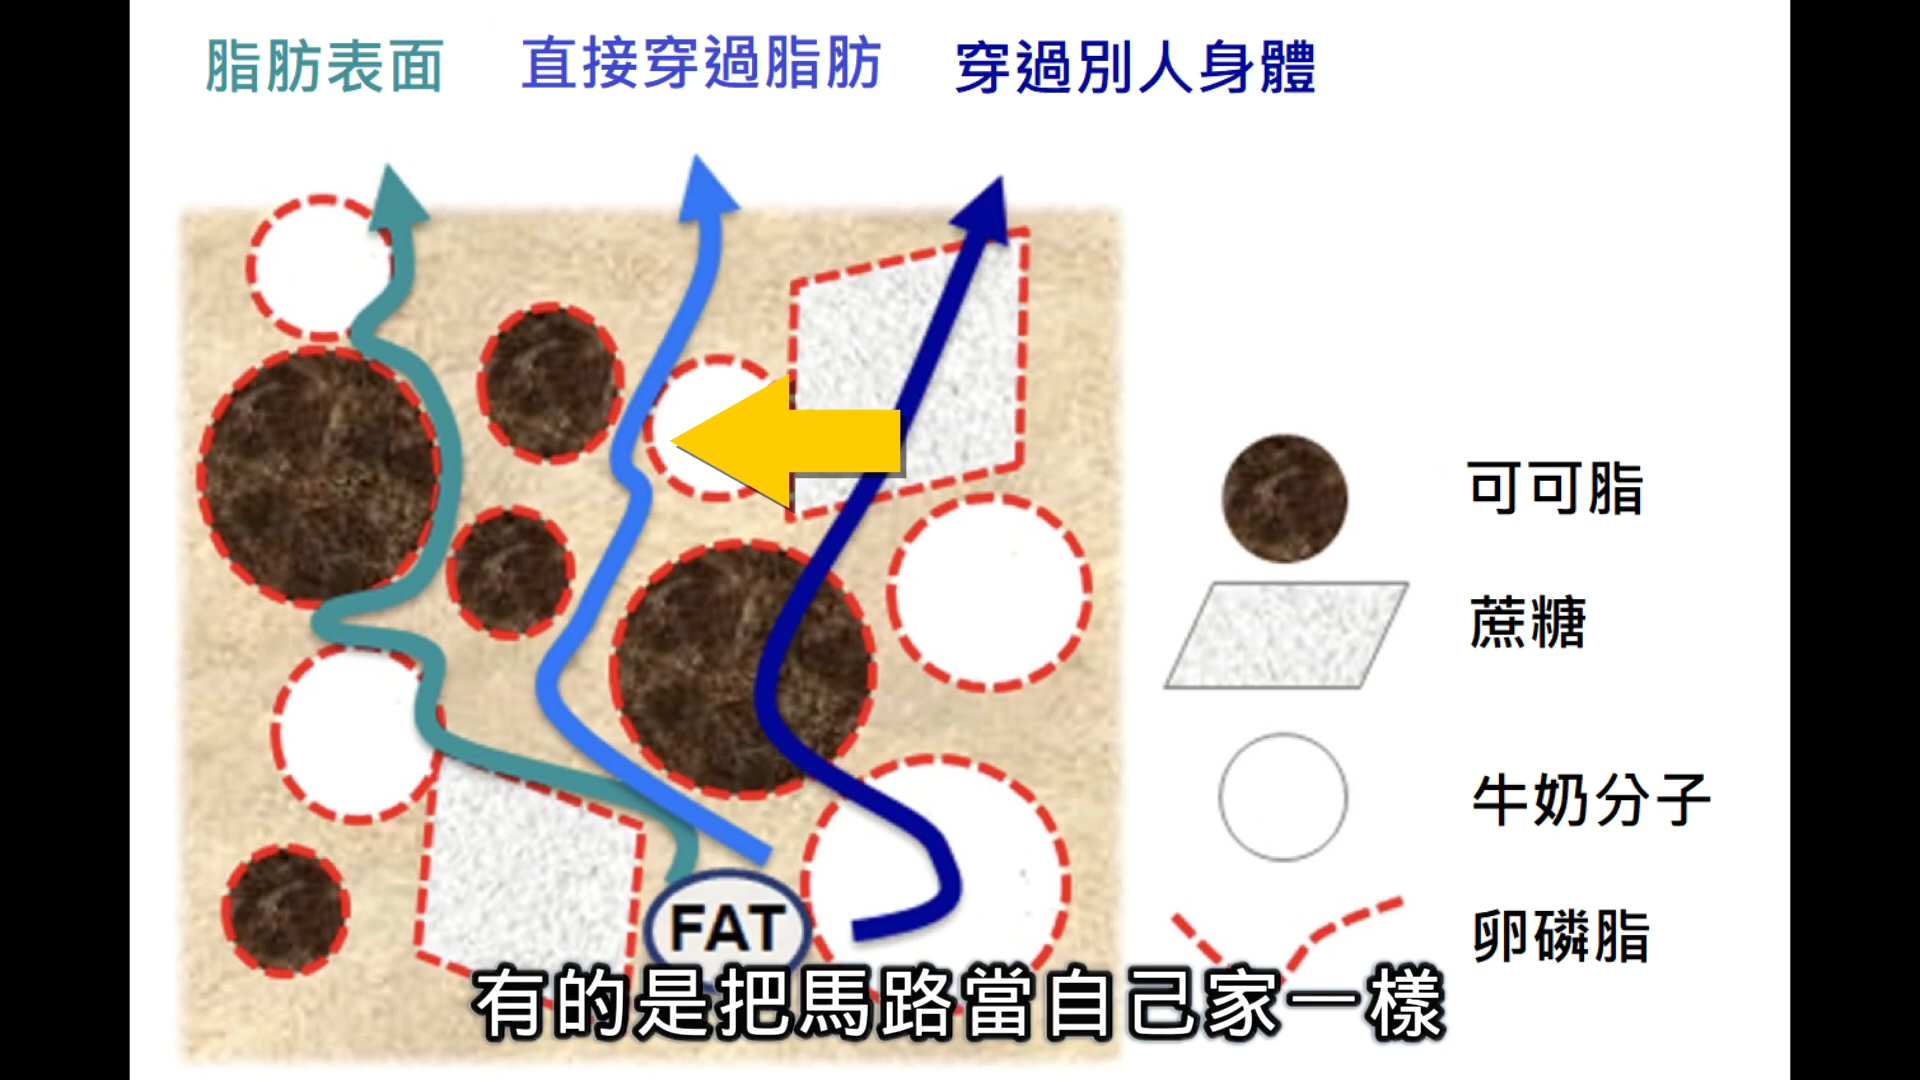 脂肪表面
直接穿過脂肪
穿過別人身體
可可脂
蔗糖
牛奶分子
卵磷脂
FAT
有的是把馬路當自己家一樣